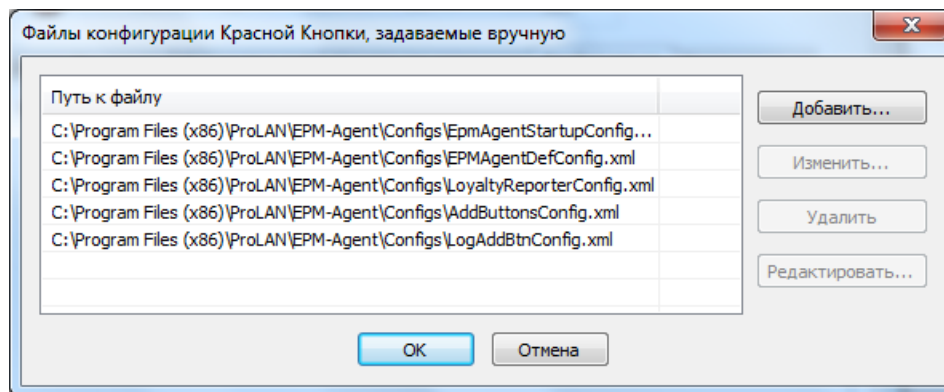 Файлы конфигурации Красной Кнопки, задаваемые вручную
Путь к файлу
C:\Program Files (x86)\ProLAN\EPM-Agent\Configs\EpmAgentStartupConfig...
C:\Program Files (x86)\ProLAN\EPM-Agent\Configs\EPMAgentDefConfig.xml
C:\Program Files (x86)\ProLAN\EPM-Agent\Configs\LoyaltyReporterConfig.xml
C:\Program Files (x86)\ProLAN\EPM-Agent\Configs\AddButtonsConfig.xml
C:\Program Files (x86)\ProLAN\EPM-Agent\Configs\LogAddBtnConfig.xml
Добавить...
Изменить...
Удалить
Редактировать...
OK
Отмена